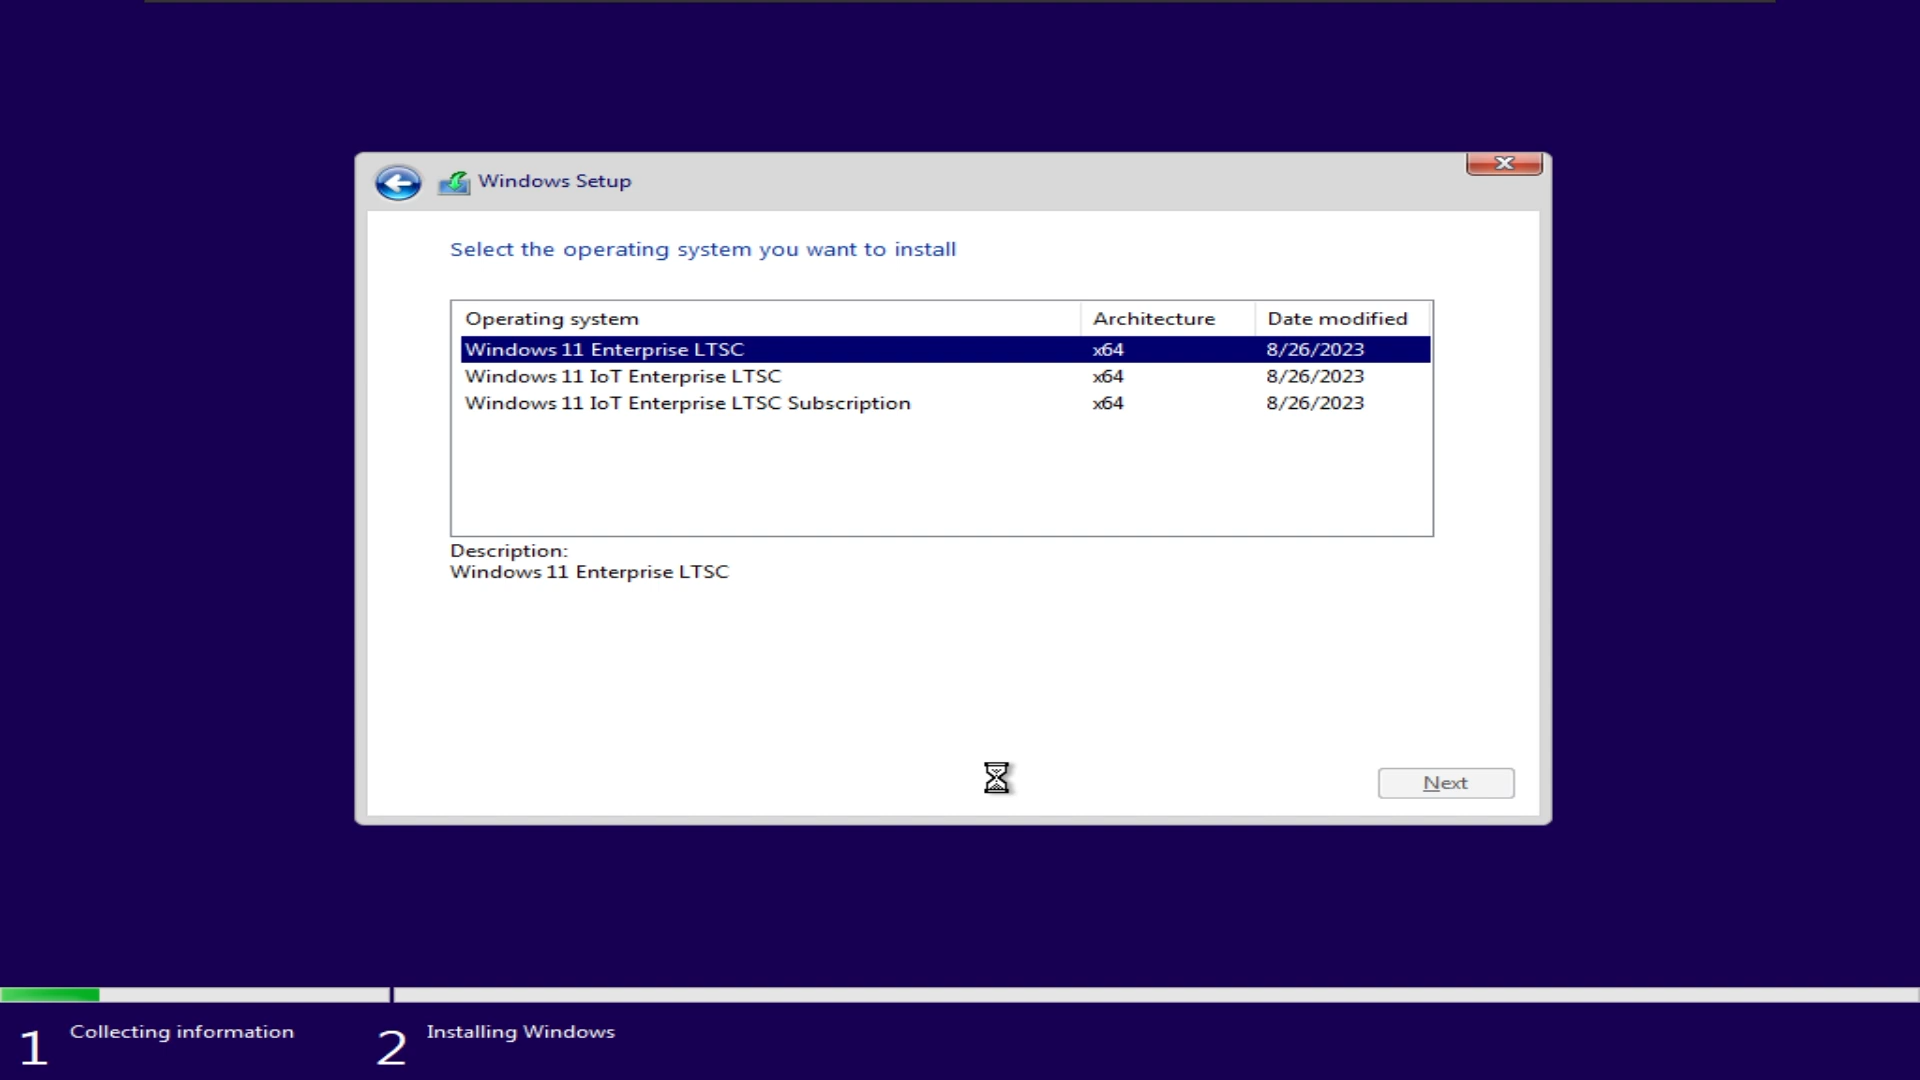 Windows Setup
Select the operating system you want to install
Operating system Architecture Date modified
Windows 11 Enterprise LTSC x64 8/26/2023
Windows 11 IoT Enterprise LTSC x64 8/26/2023
Windows 11 IoT Enterprise LTSC Subscription x64 8/26/2023
Description:
Windows 11 Enterprise LTSC
Next
1 Collecting information 2 Installing Windows